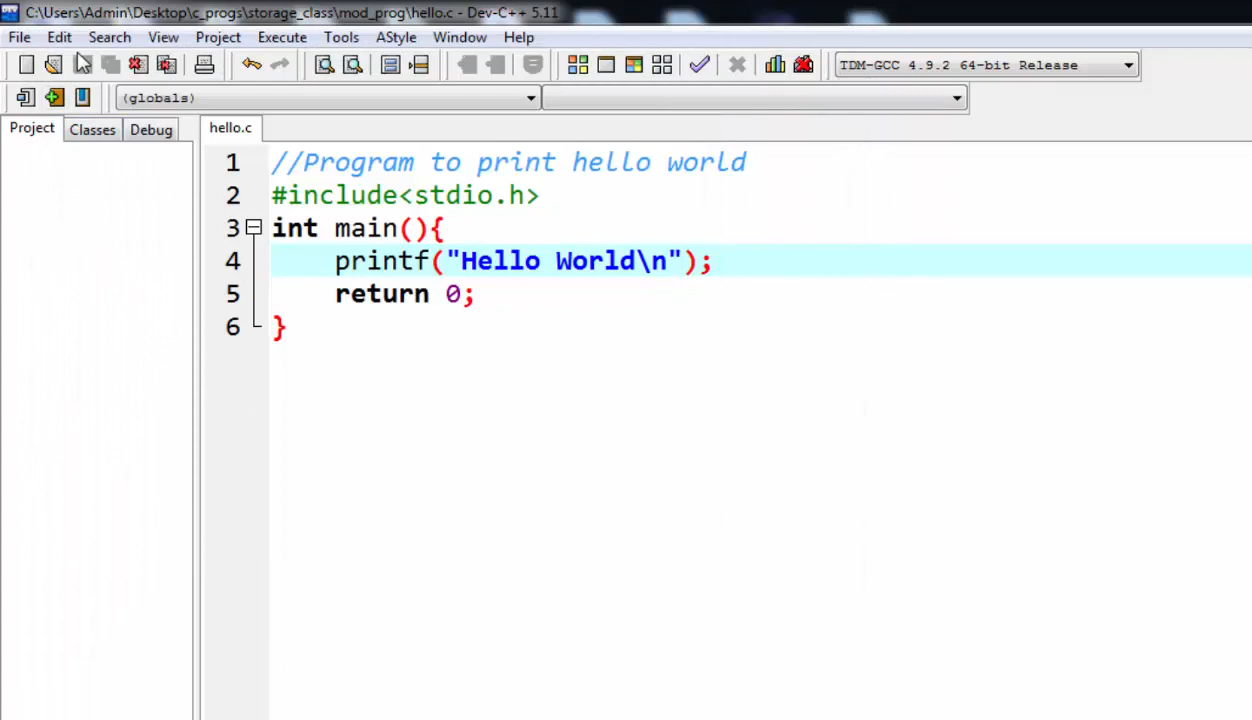 C:\Users\Admin\Desktop\c_progs\storage_class\mod_prog\hello.c - Dev-C++ 5.11
File Edit Search View Project Execute Tools AStyle Window Help
TDM-GCC 4.9.2 64-bit Release
(globals)
Project Classes Debug hello.c
1 //Program to print hello world
2 #include<stdio.h>
3 int main(){
4 printf("Hello World\n");
5 return 0;
6 }